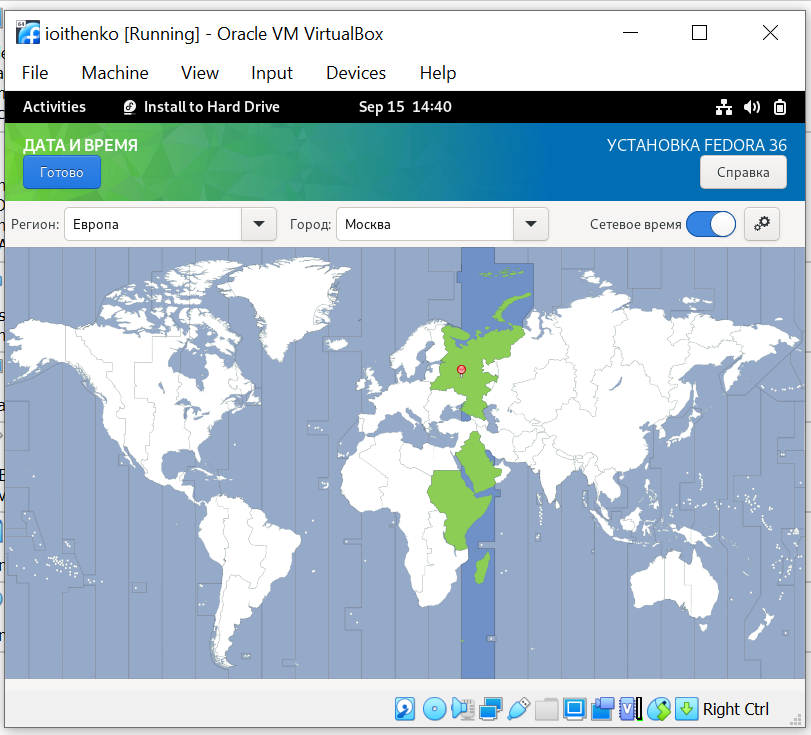 ioithenko [Running] - Oracle VM VirtualBox
File Machine View Input Devices Help
Activities Install to Hard Drive Sep 15 14:40
ДАТА И ВРЕМЯ УСТАНОВКА FEDORA 36
Готово Справка
Регион: Европа Город: Москва Сетевое время
Right Ctrl